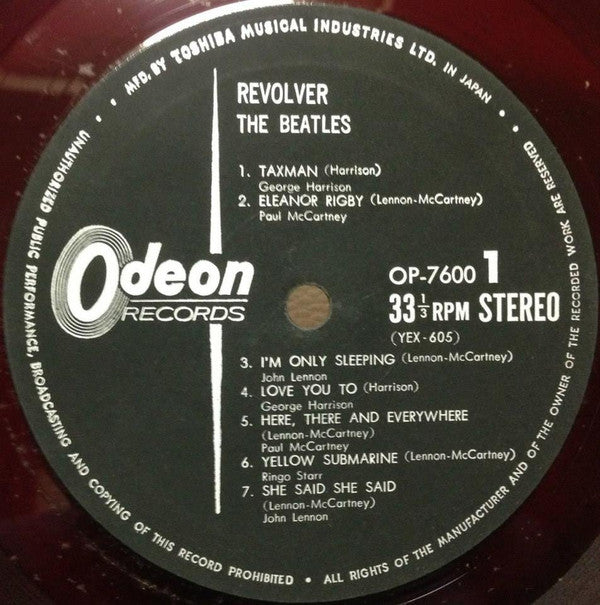 MFD. BY TOSHIBA MUSICAL INDUSTRIES LTD. IN JAPAN
REVOLVER
THE BEATLES
1. TAXMAN (Harrison)
George Harrison
2. ELEANOR RIGBY (Lennon-McCartney)
Paul McCartney
Odeon
RECORDS
OP-7600 1
33 1/3 RPM STEREO
(YEX-605)
3. I'M ONLY SLEEPING (Lennon-McCartney)
John Lennon
4. LOVE YOU TO (Harrison)
George Harrison
5. HERE, THERE AND EVERYWHERE
(Lennon-McCartney)
Paul McCartney
6. YELLOW SUBMARINE (Lennon-McCartney)
Ringo Starr
7. SHE SAID SHE SAID
(Lennon-McCartney)
John Lennon
UNAUTHORIZED PUBLIC PERFORMANCE, BROADCASTING AND COPYING OF THIS RECORD PROHIBITED • ALL RIGHTS OF THE MANUFACTURER AND OF THE OWNER OF THE RECORDED WORK ARE RESERVED